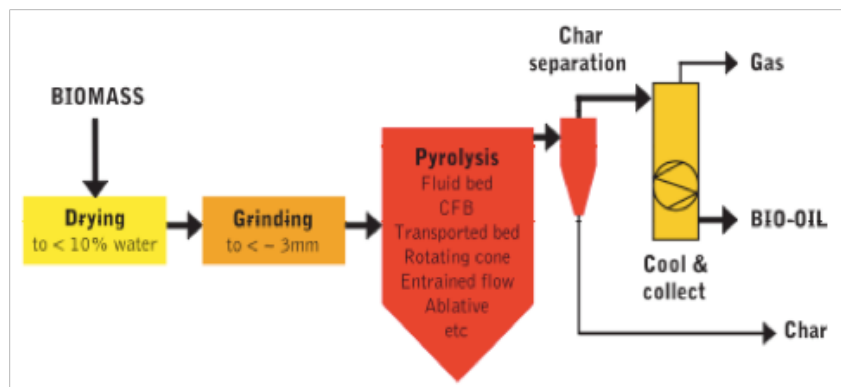 BIOMASS
Drying
to < 10% water
Grinding
to < ~ 3mm
Pyrolysis
Fluid bed
CFB
Transported bed
Rotating cone
Entrained flow
Ablative
etc
Char
separation
Gas
BIO-OIL
Cool &
collect
Char